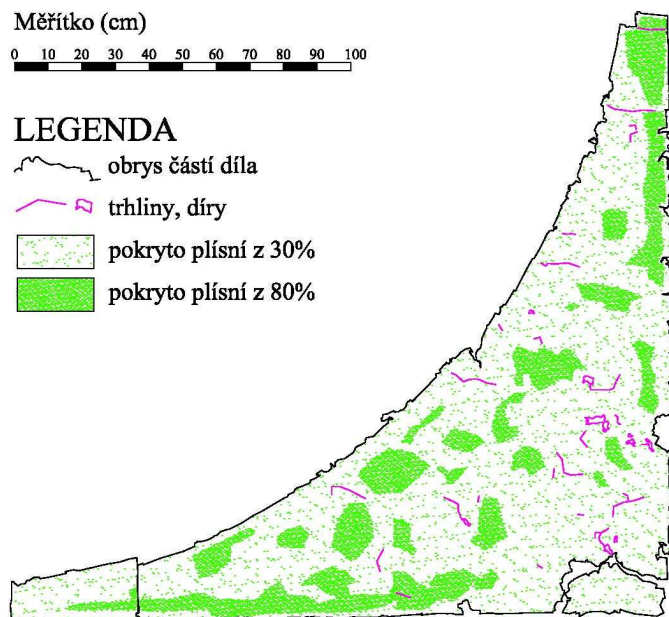 Měřítko (cm)
0 10 20 30 40 50 60 70 80 90 100
LEGENDA
obrys částí díla
trhliny, díry
pokryto plísní z 30%
pokryto plísní z 80%